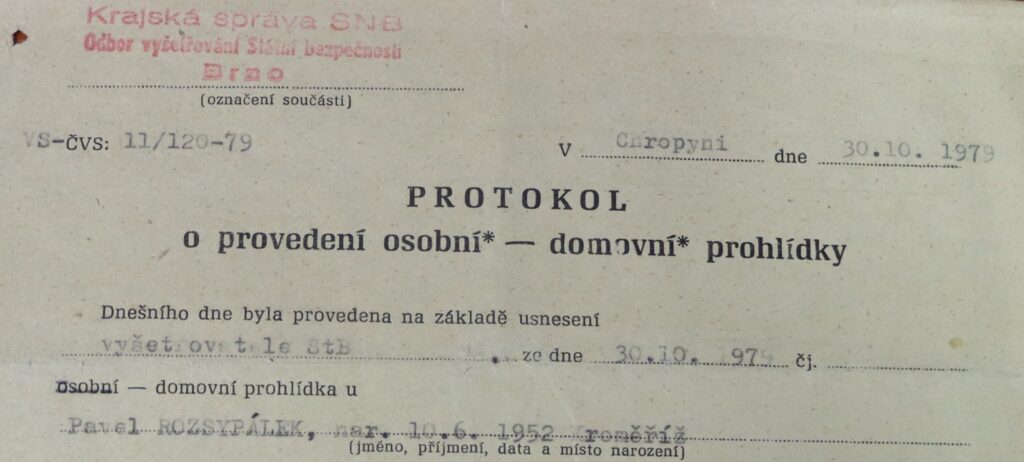 Krajská správa SNB
Odbor vyšetřování Státní bezpečnosti
Brno
(označení součásti)
VS-ČVS: 11/120-79
V Chropyni dne 30.10. 1979
PROTOKOL
o provedení osobní* — domovní* prohlídky
Dnešního dne byla provedena na základě usnesení
vyšetřovatele StB ze dne 30.10. 1979 čj.
osobní — domovní prohlídka u
Pavel ROZSYPÁLEK, nar. 10.6. 1952 Kroměříž
(jméno, příjmení, data a místo narození)